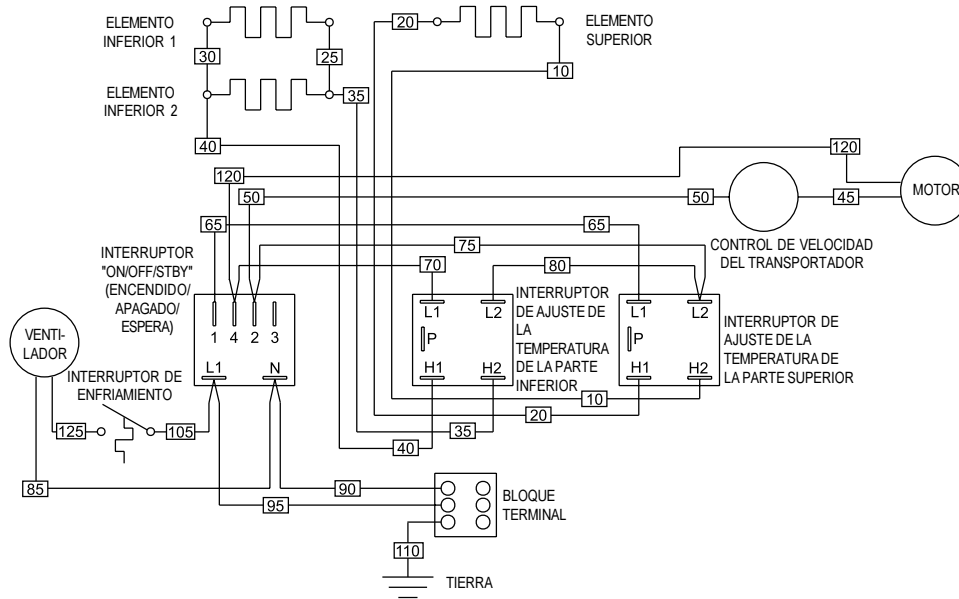 ELEMENTO
INFERIOR 1
20
ELEMENTO
SUPERIOR
30
25
10
ELEMENTO
INFERIOR 2
35
40
120
120
50
50
45
MOTOR
65
65
CONTROL DE VELOCIDAD
DEL TRANSPORTADOR
INTERRUPTOR
"ON/OFF/STBY"
(ENCENDIDO/
APAGADO/
ESPERA)
75
70
80
1 4 2 3
L1 N
L1 L2
P
H1 H2
INTERRUPTOR
DE AJUSTE DE
LA
TEMPERATURA
DE LA PARTE
INFERIOR
L1 L2
P
H1 H2
INTERRUPTOR DE
AJUSTE DE LA
TEMPERATURA DE
LA PARTE SUPERIOR
VENTI-
LADOR
INTERRUPTOR DE
ENFRIAMIENTO
10
20
125
105
35
40
85
90
95
BLOQUE
TERMINAL
110
TIERRA